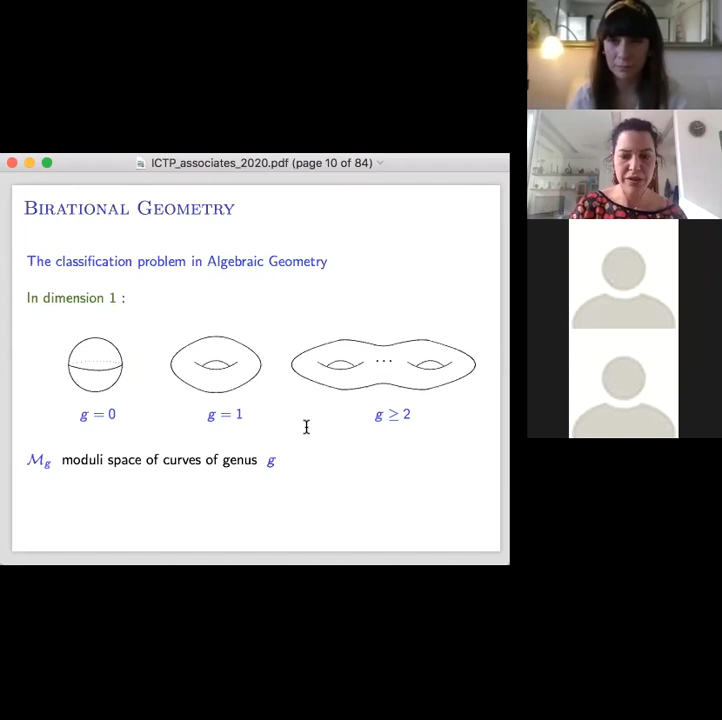 ICTP_associates_2020.pdf (page 10 of 84)
BIRATIONAL GEOMETRY
The classification problem in Algebraic Geometry
In dimension 1 :
g = 0
g = 1
...
g ≥ 2
ℳg moduli space of curves of genus g